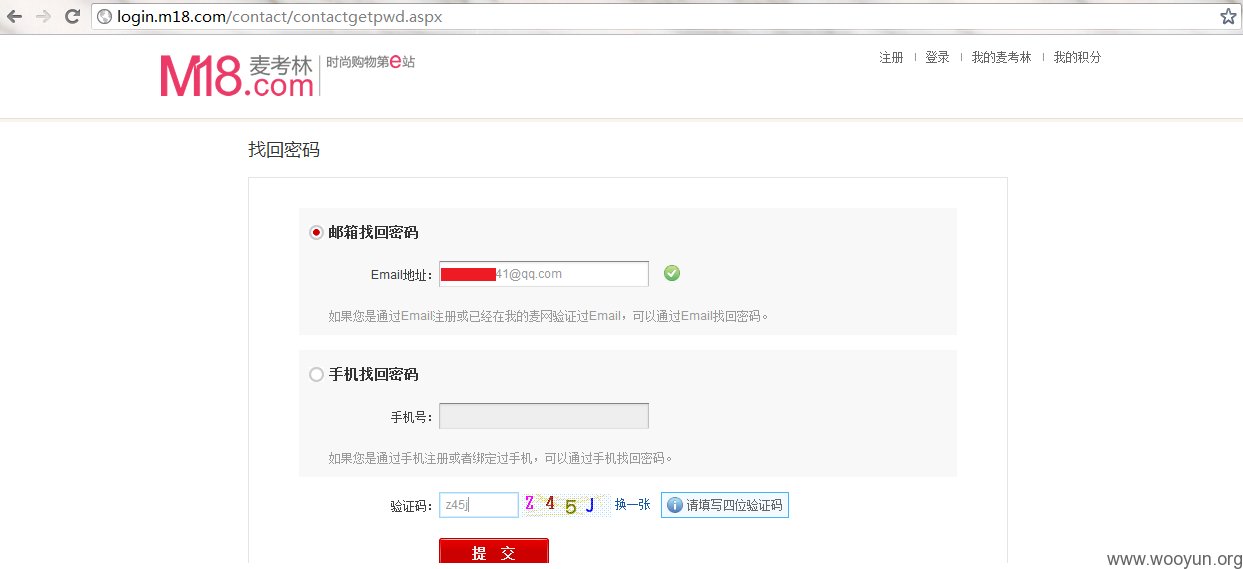 login.m18.com/contact/contactgetpwd.aspx
M18.com 麦考林 时尚购物第e站
注册 登录 我的麦考林 我的积分
找回密码
邮箱找回密码
Email地址： 41@qq.com
如果您是通过Email注册或已经在我的麦网验证过Email，可以通过Email找回密码。
手机找回密码
手机号：
如果您是通过手机注册或者绑定过手机，可以通过手机找回密码。
验证码： z45j Z45J 换一张 请填写四位验证码
提 交
www.wooyun.org